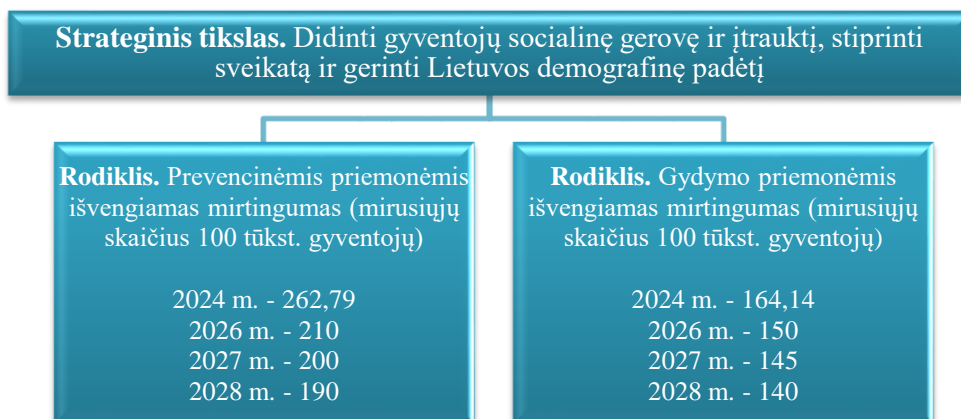 Strateginis tikslas. Didinti gyventojų socialinę gerovę ir įtrauktį, stiprinti
sveikatą ir gerinti Lietuvos demografinę padėtį
Rodiklis. Prevencinėmis priemonėmis
išvengiamas mirtingumas (mirusiųjų
skaičius 100 tūkst. gyventojų)
2024 m. - 262,79
2026 m. - 210
2027 m. - 200
2028 m. - 190
Rodiklis. Gydymo priemonėmis
išvengiamas mirtingumas (mirusiųjų
skaičius 100 tūkst. gyventojų)
2024 m. - 164,14
2026 m. - 150
2027 m. - 145
2028 m. - 140